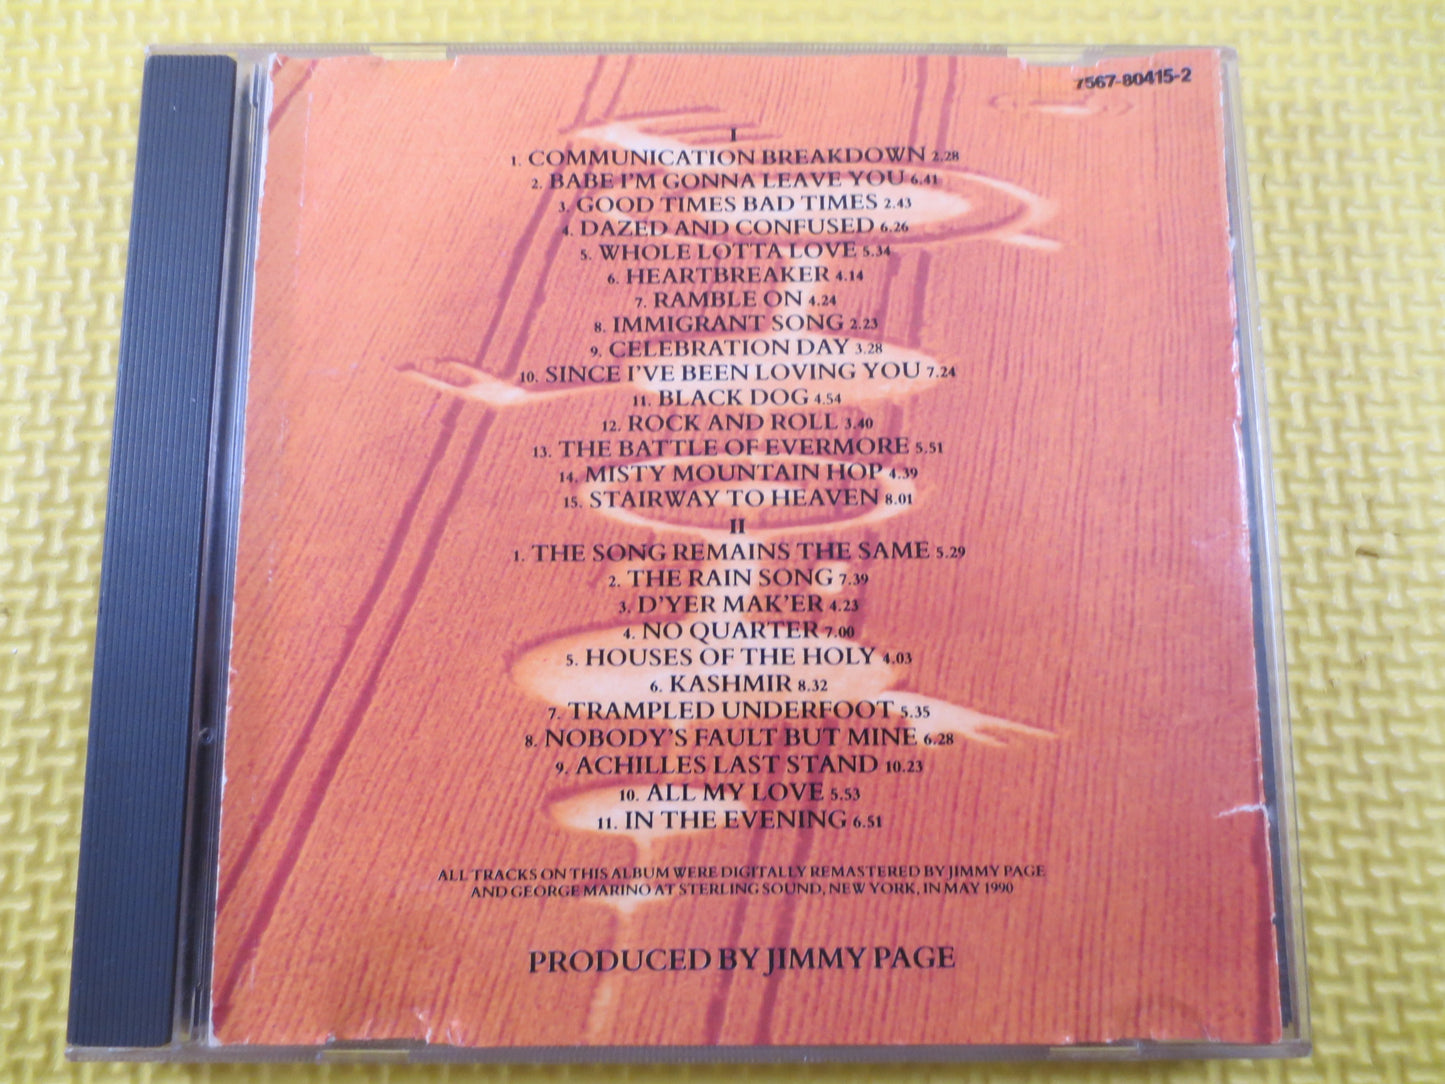 7567-80415-2
I
1. COMMUNICATION BREAKDOWN 2.28
2. BABE I'M GONNA LEAVE YOU 6.41
3. GOOD TIMES BAD TIMES 2.43
4. DAZED AND CONFUSED 6.26
5. WHOLE LOTTA LOVE 5.34
6. HEARTBREAKER 4.14
7. RAMBLE ON 4.24
8. IMMIGRANT SONG 2.23
9. CELEBRATION DAY 3.28
10. SINCE I'VE BEEN LOVING YOU 7.24
11. BLACK DOG 4.54
12. ROCK AND ROLL 3.40
13. THE BATTLE OF EVERMORE 5.51
14. MISTY MOUNTAIN HOP 4.39
15. STAIRWAY TO HEAVEN 8.01
II
1. THE SONG REMAINS THE SAME 5.29
2. THE RAIN SONG 7.39
3. D'YER MAK'ER 4.23
4. NO QUARTER 7.00
5. HOUSES OF THE HOLY 4.03
6. KASHMIR 8.32
7. TRAMPLED UNDERFOOT 5.35
8. NOBODY'S FAULT BUT MINE 6.28
9. ACHILLES LAST STAND 10.23
10. ALL MY LOVE 5.53
11. IN THE EVENING 6.51
ALL TRACKS ON THIS ALBUM WERE DIGITALLY REMASTERED BY JIMMY PAGE
AND GEORGE MARINO AT STERLING SOUND, NEW YORK, IN MAY 1990
PRODUCED BY JIMMY PAGE